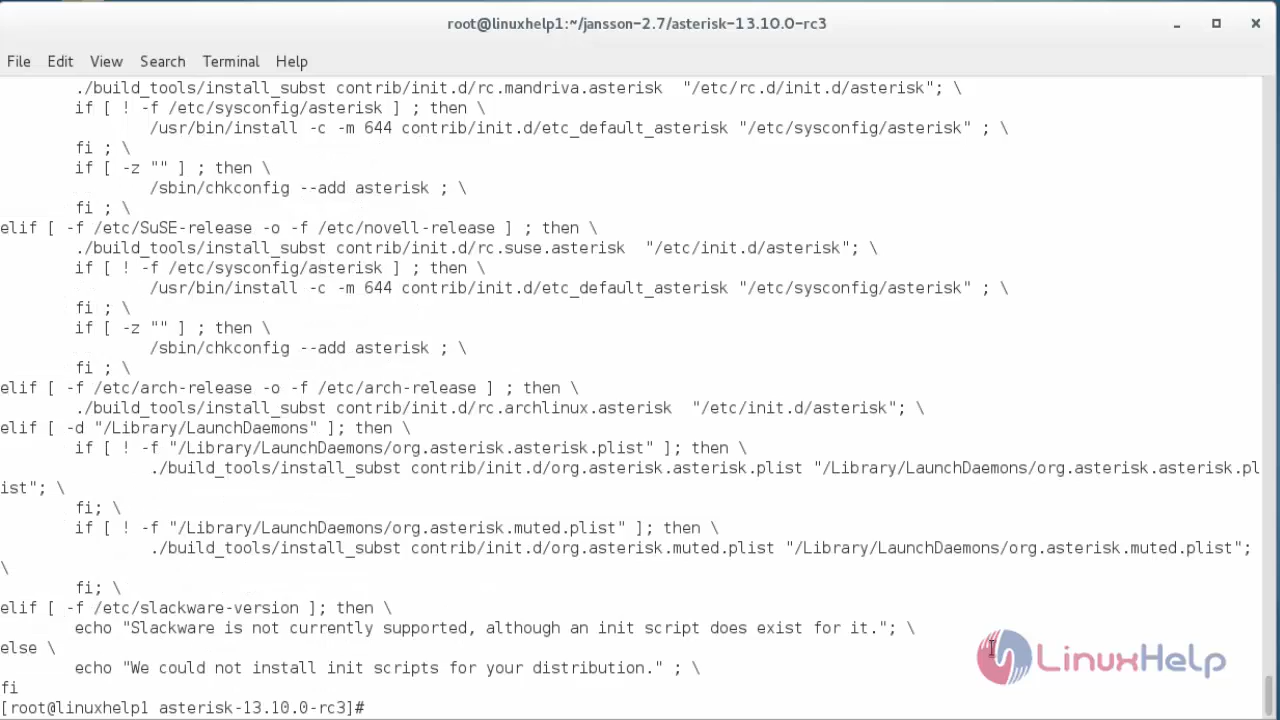 root@linuxhelp1:~/jansson-2.7/asterisk-13.10.0-rc3
File Edit View Search Terminal Help
./build_tools/install_subst contrib/init.d/rc.mandriva.asterisk  "/etc/rc.d/init.d/asterisk"; \
if [ ! -f /etc/sysconfig/asterisk ] ; then \
/usr/bin/install -c -m 644 contrib/init.d/etc_default_asterisk "/etc/sysconfig/asterisk" ; \
fi ; \
if [ -z "" ] ; then \
/sbin/chkconfig --add asterisk ; \
fi ; \
elif [ -f /etc/SuSE-release -o -f /etc/novell-release ] ; then \
./build_tools/install_subst contrib/init.d/rc.suse.asterisk  "/etc/init.d/asterisk"; \
if [ ! -f /etc/sysconfig/asterisk ] ; then \
/usr/bin/install -c -m 644 contrib/init.d/etc_default_asterisk "/etc/sysconfig/asterisk" ; \
fi ; \
if [ -z "" ] ; then \
/sbin/chkconfig --add asterisk ; \
fi ; \
elif [ -f /etc/arch-release -o -f /etc/arch-release ] ; then \
./build_tools/install_subst contrib/init.d/rc.archlinux.asterisk  "/etc/init.d/asterisk"; \
elif [ -d "/Library/LaunchDaemons" ]; then \
if [ ! -f "/Library/LaunchDaemons/org.asterisk.asterisk.plist" ]; then \
./build_tools/install_subst contrib/init.d/org.asterisk.asterisk.plist "/Library/LaunchDaemons/org.asterisk.asterisk.pl
ist"; \
fi; \
if [ ! -f "/Library/LaunchDaemons/org.asterisk.muted.plist" ]; then \
./build_tools/install_subst contrib/init.d/org.asterisk.muted.plist "/Library/LaunchDaemons/org.asterisk.muted.plist";
\
fi; \
elif [ -f /etc/slackware-version ]; then \
echo "Slackware is not currently supported, although an init script does exist for it."; \
else \
echo "We could not install init scripts for your distribution." ; \
fi
[root@linuxhelp1 asterisk-13.10.0-rc3]#
LinuxHelp